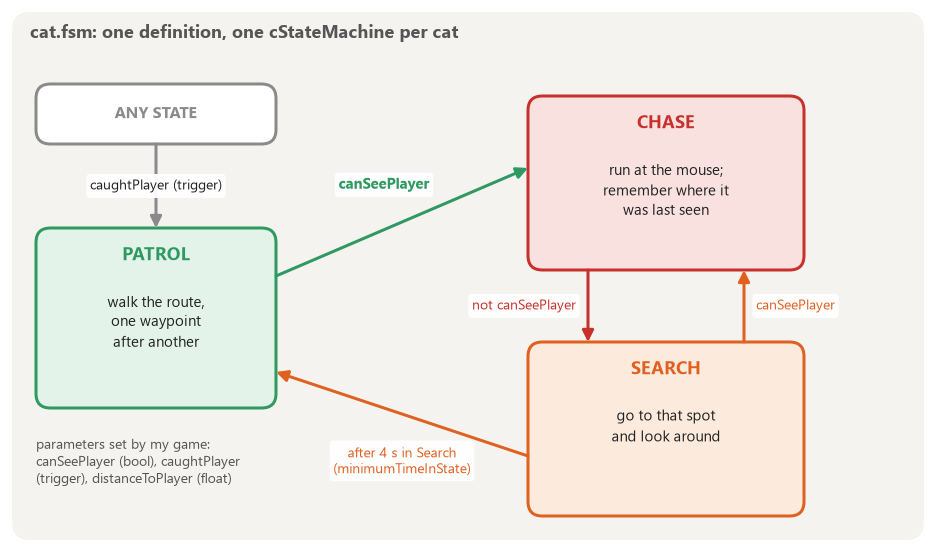 cat.fsm: one definition, one cStateMachine per cat
ANY STATE
caughtPlayer (trigger)
PATROL
walk the route,
one waypoint
after another
canSeePlayer
CHASE
run at the mouse;
remember where it
was last seen
not canSeePlayer
canSeePlayer
SEARCH
go to that spot
and look around
after 4 s in Search
(minimumTimeInState)
parameters set by my game:
canSeePlayer (bool), caughtPlayer
(trigger), distanceToPlayer (float)